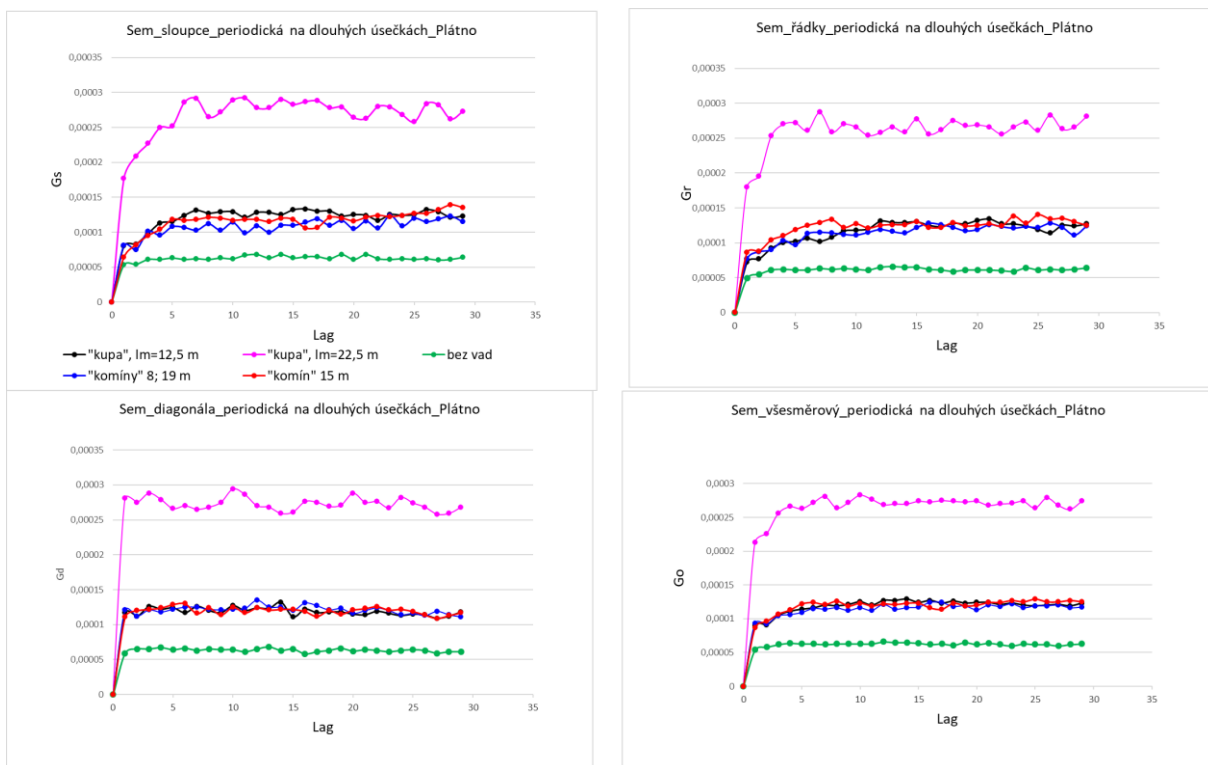 Sem_sloupce_periodická na dlouhých úsečkách_Plátno
0,00035
0,0003
0,00025
0,0002
0,00015
0,0001
0,00005
0
Gs
0 5 10 15 20 25 30 35
Lag
"kupa", lm=12,5 m "kupa", lm=22,5 m bez vad
"komíny" 8; 19 m "komín" 15 m
Sem_řádky_periodická na dlouhých úsečkách_Plátno
0,00035
0,0003
0,00025
0,0002
0,00015
0,0001
0,00005
0
Gr
0 5 10 15 20 25 30 35
Lag
Sem_diagonála_periodická na dlouhých úsečkách_Plátno
0,00035
0,0003
0,00025
0,0002
0,00015
0,0001
0,00005
0
Gd
0 5 10 15 20 25 30 35
Lag
Sem_všesměrový_periodická na dlouhých úsečkách_Plátno
0,00035
0,0003
0,00025
0,0002
0,00015
0,0001
0,00005
0
Go
0 5 10 15 20 25 30 35
Lag